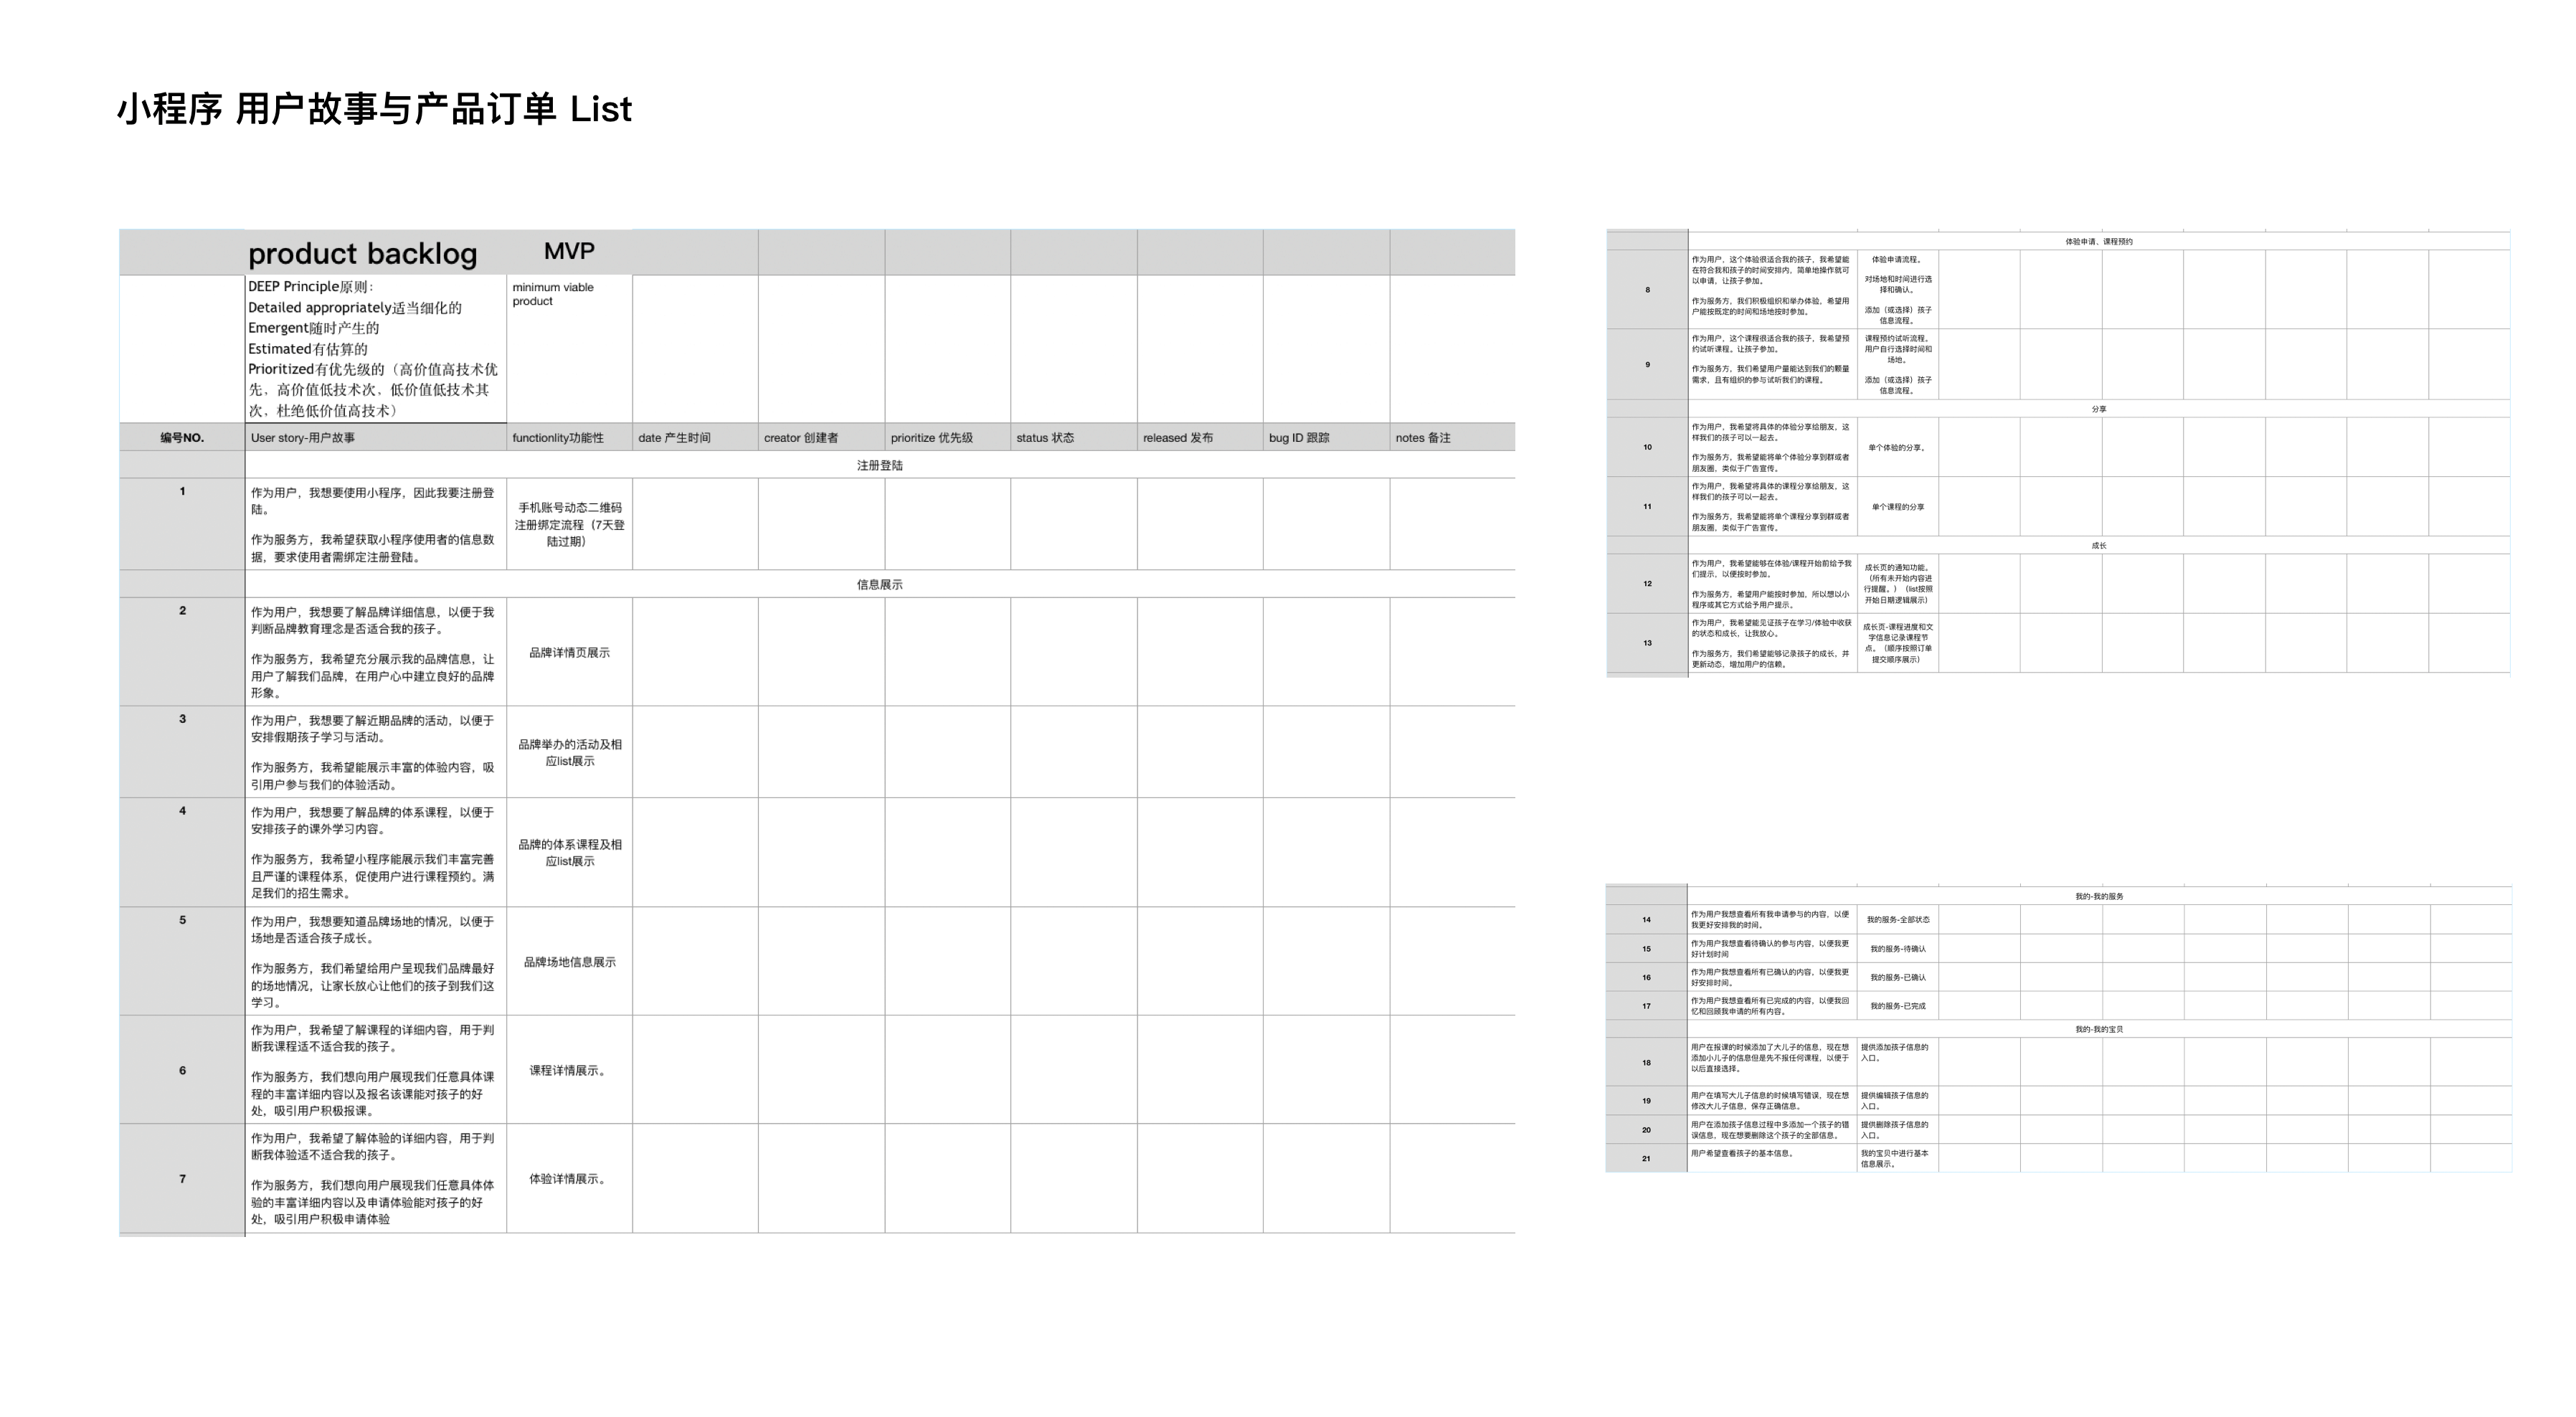 小程序 用户故事与产品订单 List
product backlog
MVP
DEEP Principle原则：
Detailed appropriately适当细化的
Emergent随时产生的
Estimated有估算的
Prioritized有优先级的（高价值高技术优
先，高价值低技术次，低价值低技术其
次，杜绝低价值高技术）
minimum viable
product
编号NO.
User story-用户故事
functionlity功能性
date 产生时间
creator 创建者
prioritize 优先级
status 状态
released 发布
bug ID 跟踪
notes 备注
注册登陆
1
作为用户，我想要使用小程序，因此我要注册登
陆。
作为服务方，我希望获取小程序使用者的信息数
据，要求使用者需绑定注册登陆。
手机账号动态二维码
注册绑定流程（7天登
陆过期）
信息展示
2
作为用户，我想要了解品牌详细信息，以便于我
判断品牌教育理念是否适合我的孩子。
作为服务方，我希望充分展示我的品牌信息，让
用户了解我们品牌，在用户心中建立良好的品牌
形象。
品牌详情页展示
3
作为用户，我想要了解近期品牌的活动，以便于
安排假期孩子学习与活动。
作为服务方，我希望能展示丰富的体验内容，吸
引用户参与我们的体验活动。
品牌举办的活动及相
应list展示
4
作为用户，我想要了解品牌的体系课程，以便于
安排孩子的课外学习内容。
作为服务方，我希望小程序能展示我们丰富完善
且严谨的课程体系，促使用户进行课程预约。满
足我们的招生需求。
品牌的体系课程及相
应list展示
5
作为用户，我想要知道品牌场地的情况，以便于
场地是否适合孩子成长。
作为服务方，我们希望给用户呈现我们品牌最好
的场地情况，让家长放心让他们的孩子到我们这
学习。
品牌场地信息展示
6
作为用户，我希望了解课程的详细内容，用于判
断我课程适不适合我的孩子。
作为服务方，我们想向用户展现我们任意具体课
程的丰富详细内容以及报名该课能对孩子的好
处，吸引用户积极报课。
课程详情展示。
7
作为用户，我希望了解体验的详细内容，用于判
断我体验适不适合我的孩子。
作为服务方，我们想向用户展现我们任意具体体
验的丰富详细内容以及申请体验能对孩子的好
处，吸引用户积极申请体验
体验详情展示。
体验申请、课程预约
8
作为用户，这个体验很适合我的孩子，我希望能
在符合我和孩子的时间安排内，简单地操作就可
以申请，让孩子参加。
作为服务方，我们积极组织和举办体验，希望用
户能按既定的时间和场地按时参加。
体验申请流程。
对场地和时间进行选
择和确认。
添加（或选择）孩子
信息流程。
9
作为用户，这个课程很适合我的孩子，我希望预
约试听课程。让孩子参加。
作为服务方，我们希望用户量能达到我们的颗量
需求，且有组织的参与试听我们的课程。
课程预约试听流程。
用户自行选择时间和
场地。
添加（或选择）孩子
信息流程。
分享
10
作为用户，我希望将具体的体验分享给朋友，这
样我们的孩子可以一起去。
作为服务方，我希望能将单个体验分享到群或者
朋友圈，类似于广告宣传。
单个体验的分享。
11
作为用户，我希望将具体的课程分享给朋友，这
样我们的孩子可以一起去。
作为服务方，我希望能将单个课程分享到群或者
朋友圈，类似于广告宣传。
单个课程的分享
成长
12
作为用户，我希望能够在体验/课程开始前给予我
们提示，以便按时参加。
作为服务方，希望用户能按时参加，所以想以小
程序或其它方式给予用户提示。
成长页的通知功能。
（所有未开始内容进
行提醒。）（list按照
开始日期逻辑展示）
13
作为用户，我希望能见证孩子在学习/体验中收获
的状态和成长，让我放心。
作为服务方，我们希望能够记录孩子的成长，并
更新动态，增加用户的信赖。
成长页-课程进度和文
字信息记录课程节
点。（顺序按照订单
提交顺序展示）
我的-我的服务
14
作为用户我想查看所有我申请参与的内容，以便
我更好安排我的时间。
我的服务-全部状态
15
作为用户我想查看待确认的参与内容，以便我更
好计划时间
我的服务-待确认
16
作为用户我想查看所有已确认的内容，以便我更
好安排时间。
我的服务-已确认
17
作为用户我想查看所有已完成的内容，以便我回
忆和回顾我申请的所有内容。
我的服务-已完成
我的-我的宝贝
18
用户在报课的时候添加了大儿子的信息，现在想
添加小儿子的信息但是先不报任何课程，以便于
以后直接选择。
提供添加孩子信息的
入口。
19
用户在填写大儿子信息的时候填写错误，现在想
修改大儿子信息，保存正确信息。
提供编辑孩子信息的
入口。
20
用户在添加孩子信息过程中多添加一个孩子的错
误信息，现在想要删除这个孩子的全部信息。
提供删除孩子信息的
入口。
21
用户希望查看孩子的基本信息。
我的宝贝中进行基本
信息展示。